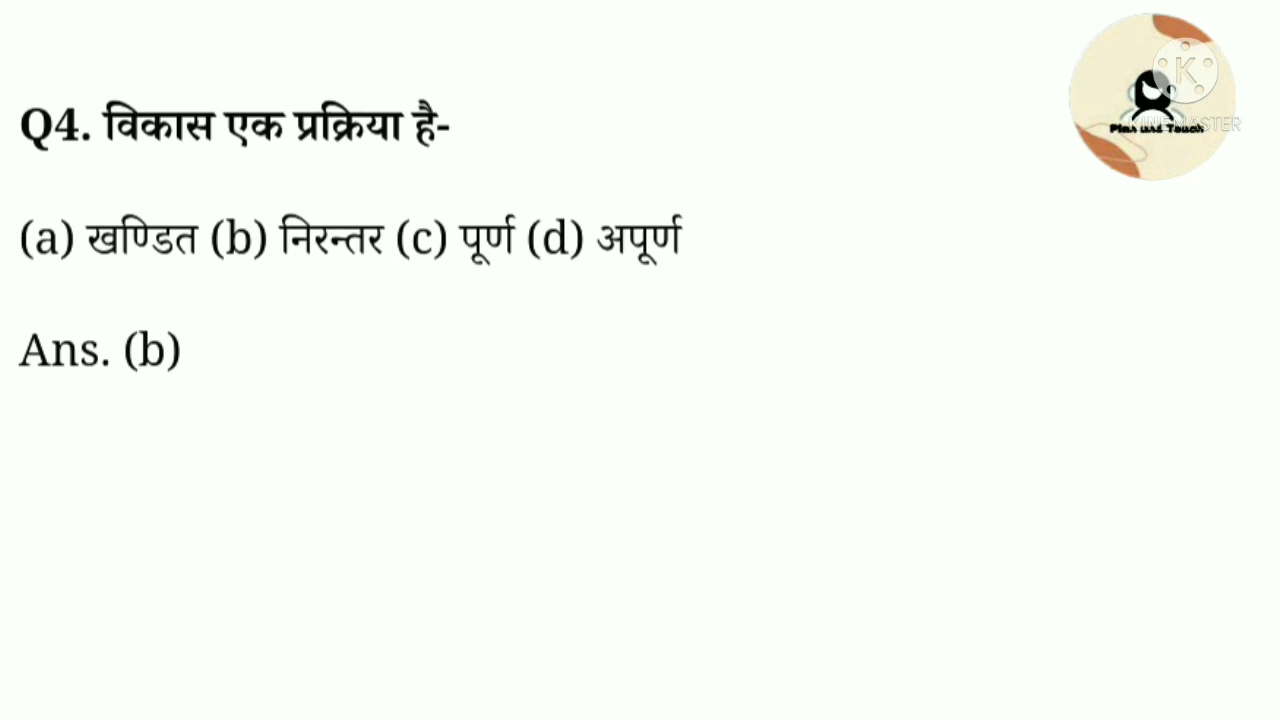 Q4. विकास एक प्रक्रिया है-
(a) खण्डित (b) निरन्तर (c) पूर्ण (d) अपूर्ण
Ans. (b)
K